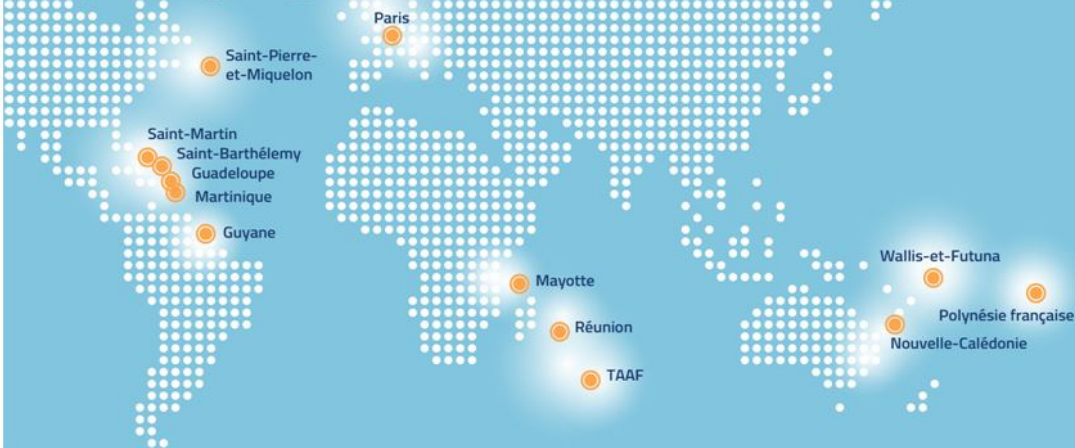 Paris
Saint-Pierre-
et-Miquelon
Saint-Martin
Saint-Barthélemy
Guadeloupe
Martinique
Guyane
Mayotte
Réunion
TAAF
Wallis-et-Futuna
Polynésie française
Nouvelle-Calédonie